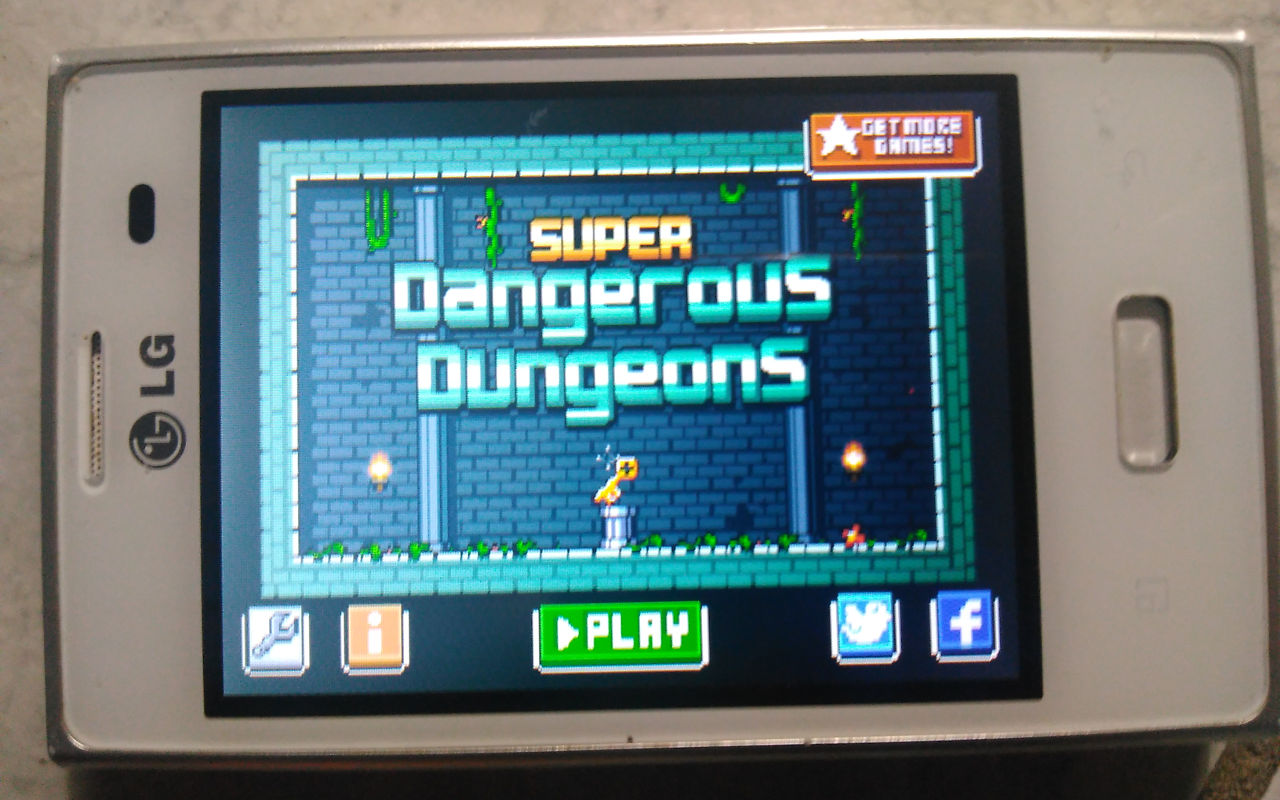 LG
GET MORE
GAMES!
SUPER
Dangerous
Dungeons
i
PLAY
f